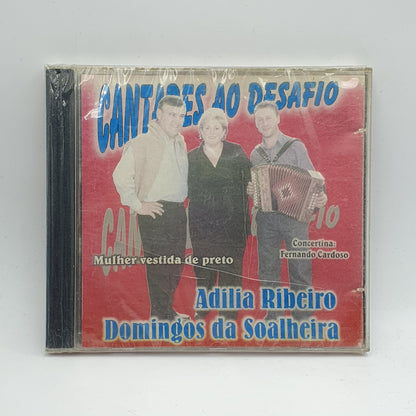 CANTARES AO DESAFIO
Mulher vestida de preto
Concertina:
Fernando Cardoso
Adilia Ribeiro
Domingos da Soalheira